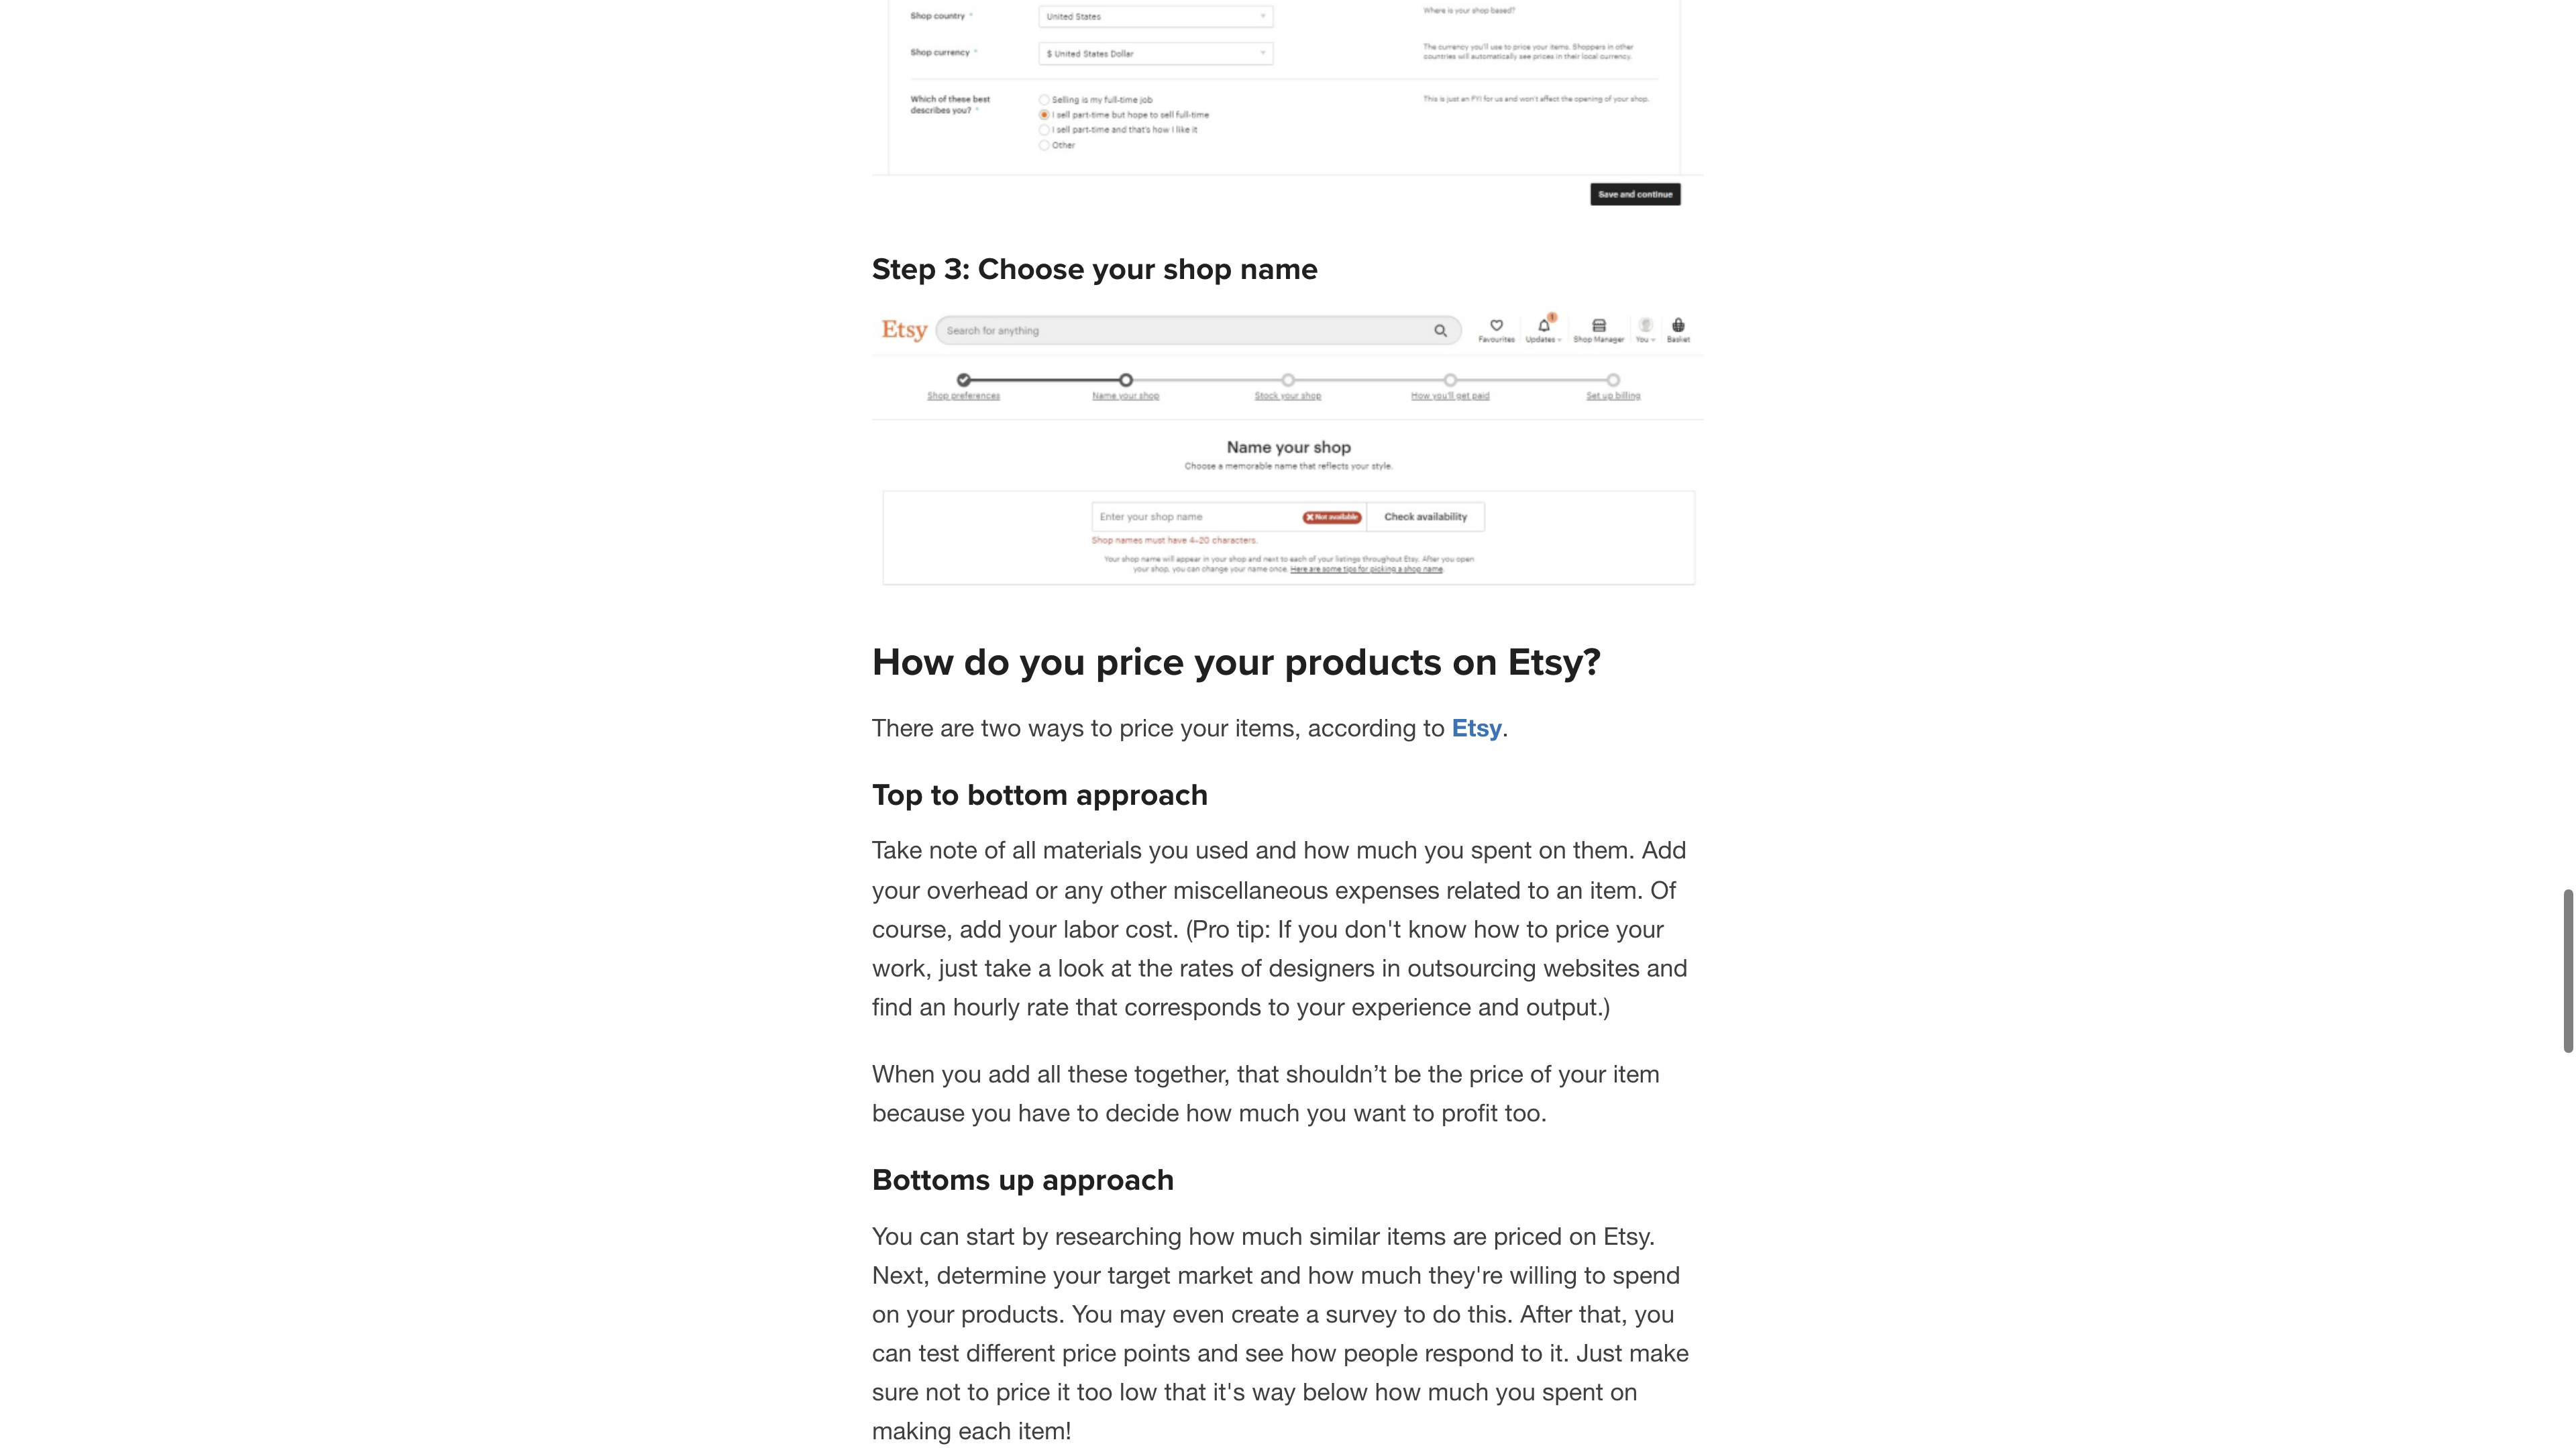 Shop country *
United States
Where is your shop based?
Shop currency *
$ United States Dollar
The currency you'll use to price your items. Shoppers in other
countries will automatically see prices in their local currency.
Which of these best
describes you? *
Selling is my full-time job
I sell part-time but hope to sell full-time
I sell part-time and that's how I like it
Other
This is just an FYI for us and won't affect the opening of your shop.
Save and continue
Step 3: Choose your shop name
Etsy
Search for anything
Favourites
1
Updates
Shop Manager
You
Basket
Shop preferences
Name your shop
Stock your shop
How you'll get paid
Set up billing
Name your shop
Choose a memorable name that reflects your style.
Enter your shop name
Not available
Check availability
Shop names must have 4-20 characters.
Your shop name will appear in your shop and next to each of your listings throughout Etsy. After you open
your shop, you can change your name once. Here are some tips for picking a shop name.
How do you price your products on Etsy?
There are two ways to price your items, according to Etsy.
Top to bottom approach
Take note of all materials you used and how much you spent on them. Add
your overhead or any other miscellaneous expenses related to an item. Of
course, add your labor cost. (Pro tip: If you don't know how to price your
work, just take a look at the rates of designers in outsourcing websites and
find an hourly rate that corresponds to your experience and output.)
When you add all these together, that shouldn’t be the price of your item
because you have to decide how much you want to profit too.
Bottoms up approach
You can start by researching how much similar items are priced on Etsy.
Next, determine your target market and how much they're willing to spend
on your products. You may even create a survey to do this. After that, you
can test different price points and see how people respond to it. Just make
sure not to price it too low that it's way below how much you spent on
making each item!